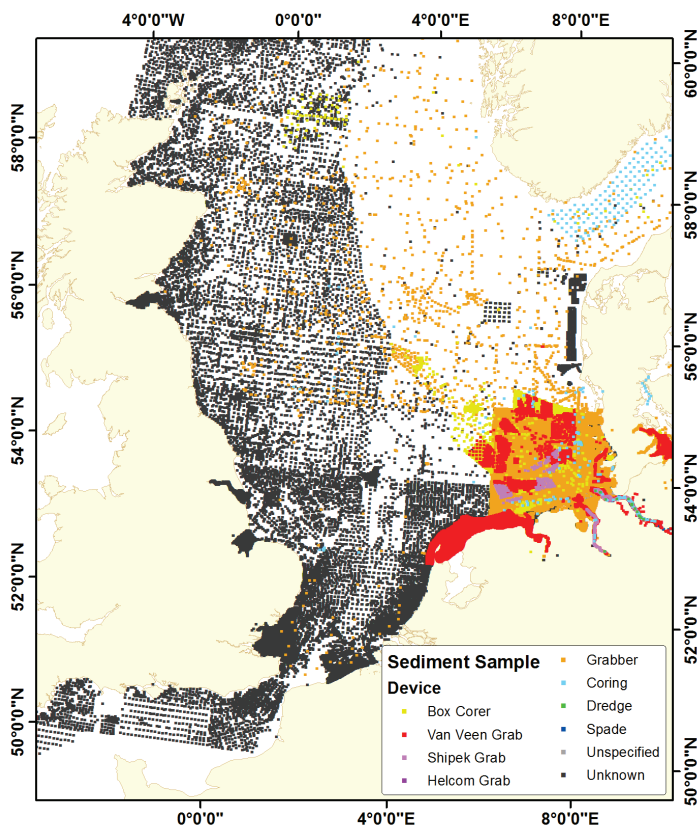 4°0'0"W 0°0'0" 4°0'0"E 8°0'0"E
60°0'0"N
58°0'0"N
58°0'0"N
56°0'0"N
56°0'0"N
54°0'0"N
54°0'0"N
52°0'0"N
52°0'0"N
50°0'0"N
50°0'0"N
Sediment Sample
Device
Box Corer
Van Veen Grab
Shipek Grab
Helcom Grab
Grabber
Coring
Dredge
Spade
Unspecified
Unknown
0°0'0" 4°0'0"E 8°0'0"E